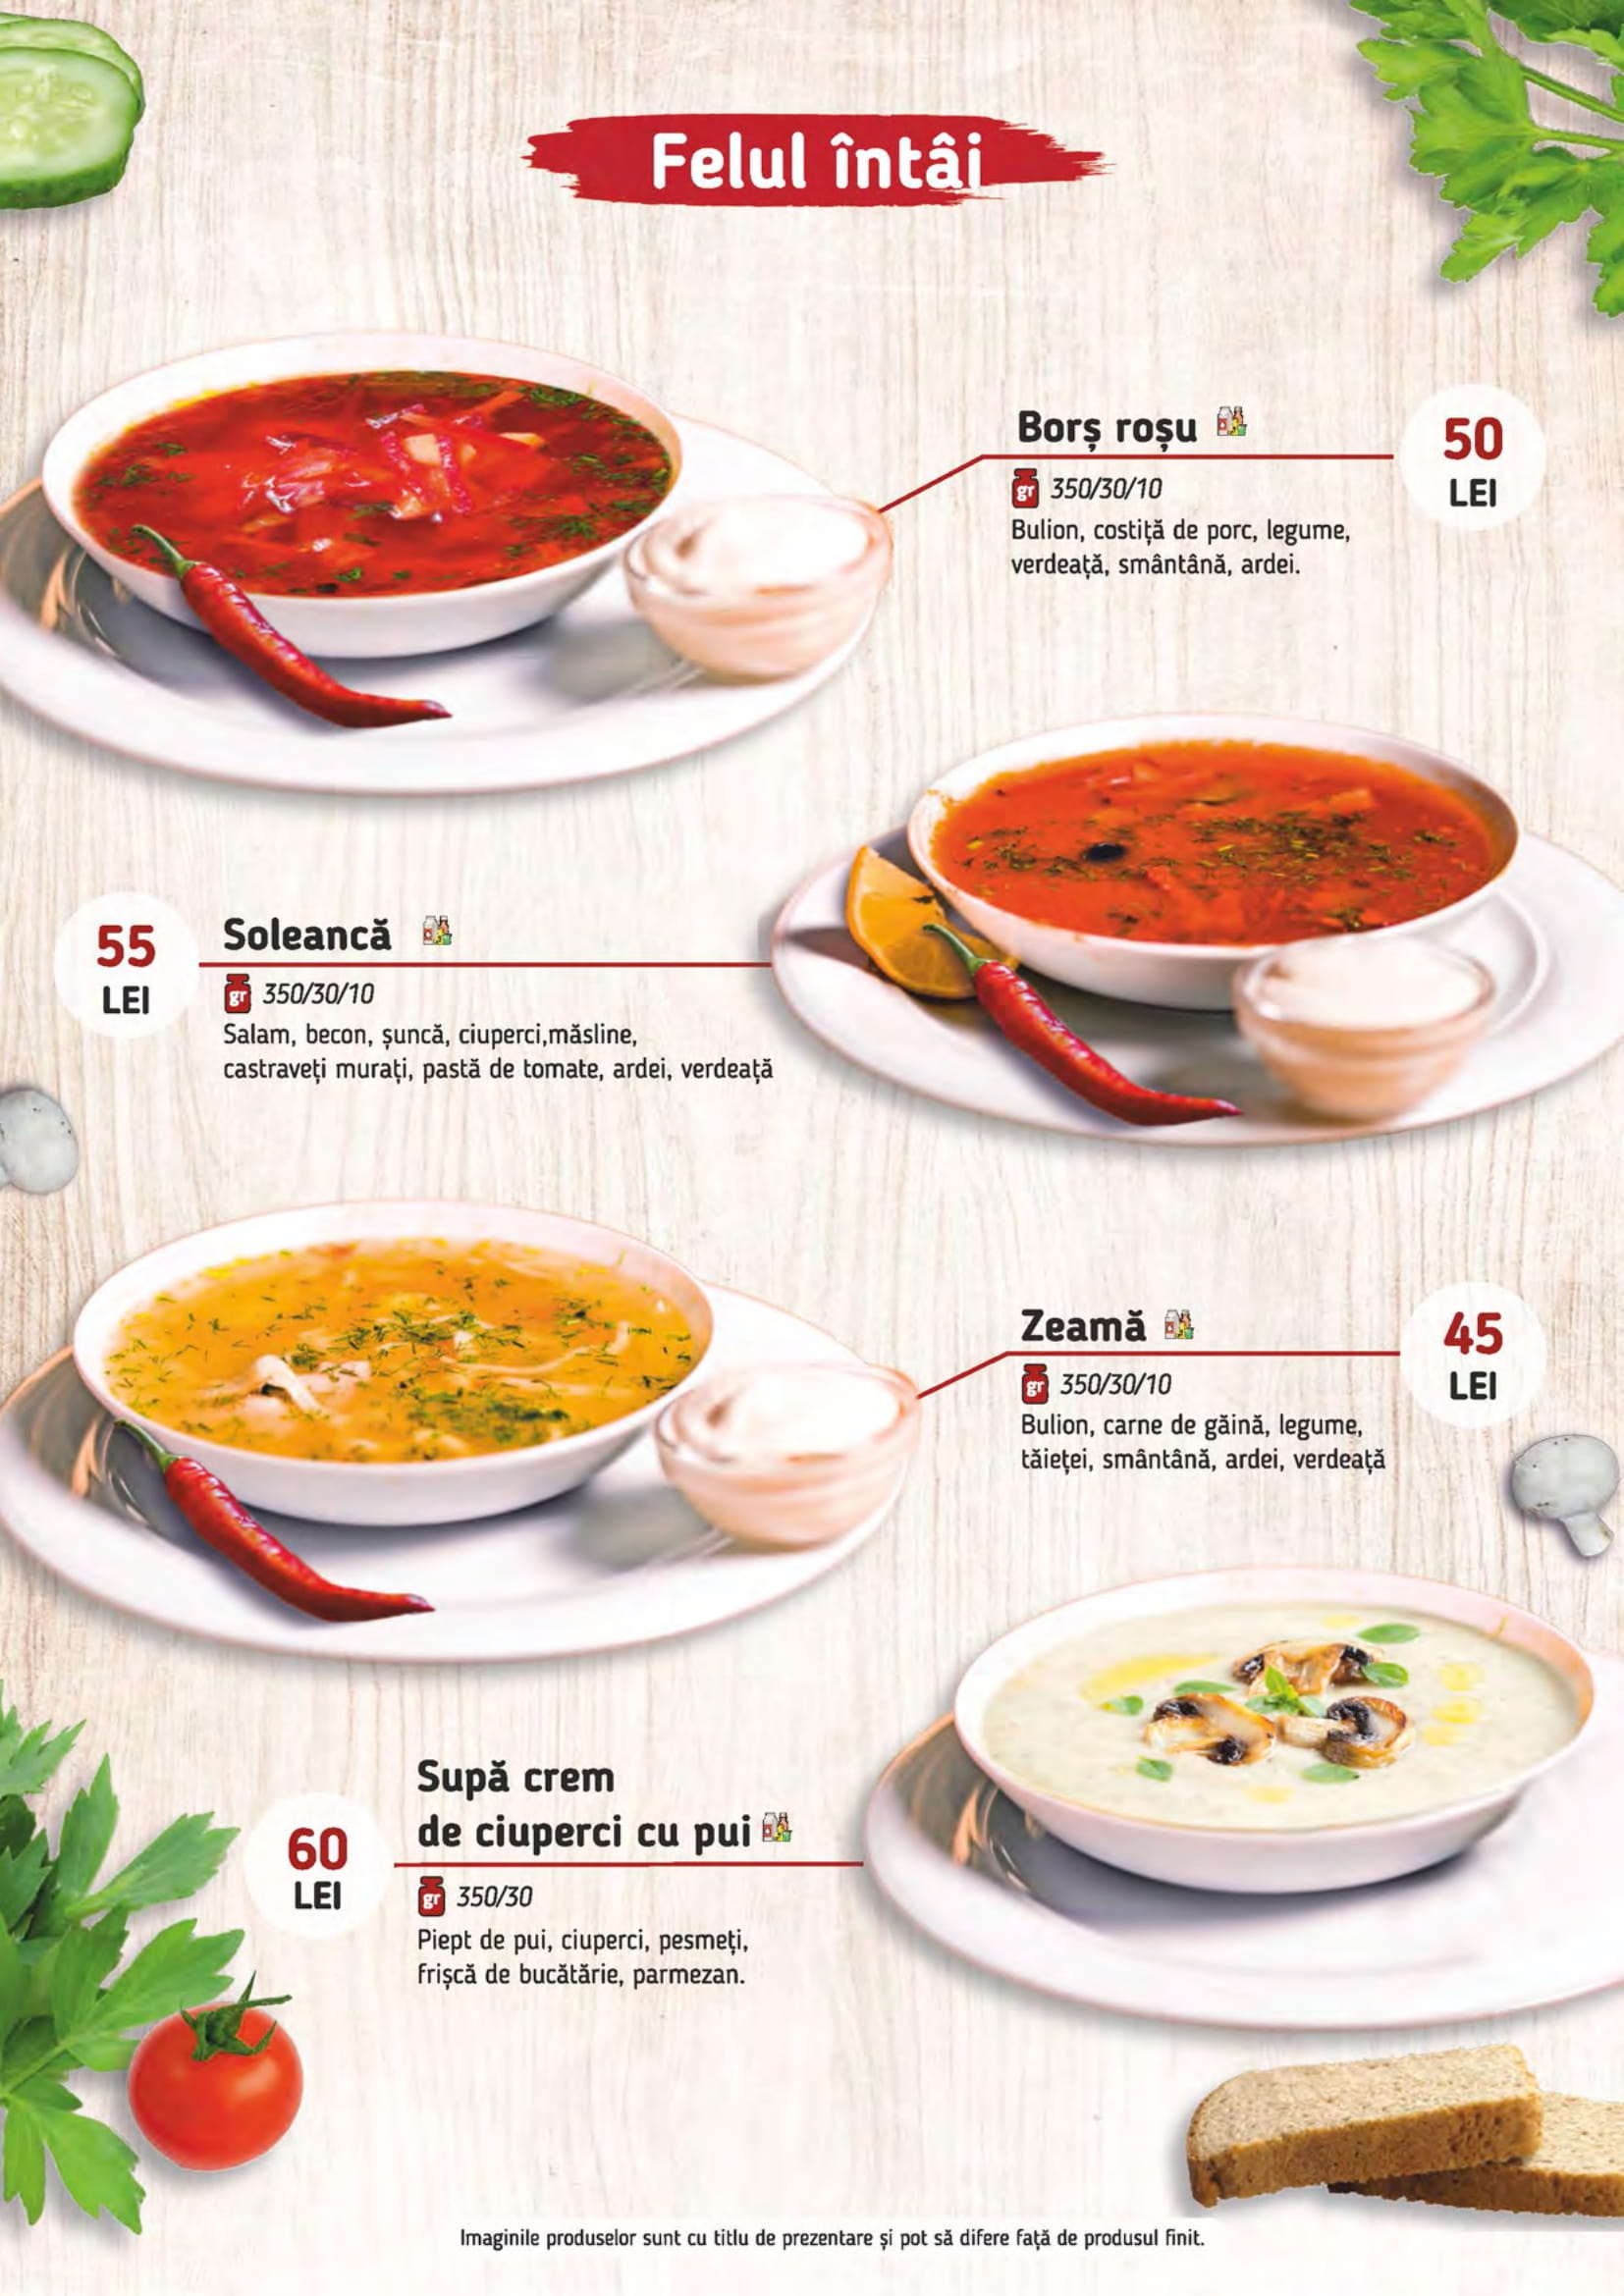 Felul întâi
Borș roșu
50
LEI
gr 350/30/10
Bulion, costiță de porc, legume,
verdeață, smântână, ardei.
55
LEI
Soleancă
gr 350/30/10
Salam, becon, șuncă, ciuperci,măsline,
castraveți murați, pastă de tomate, ardei, verdeață
Zeamă
45
LEI
gr 350/30/10
Bulion, carne de găină, legume,
tăieței, smântână, ardei, verdeață
Supă crem
de ciuperci cu pui
60
LEI
gr 350/30
Piept de pui, ciuperci, pesmeți,
frișcă de bucătărie, parmezan.
Imaginile produselor sunt cu titlu de prezentare și pot să difere față de produsul finit.